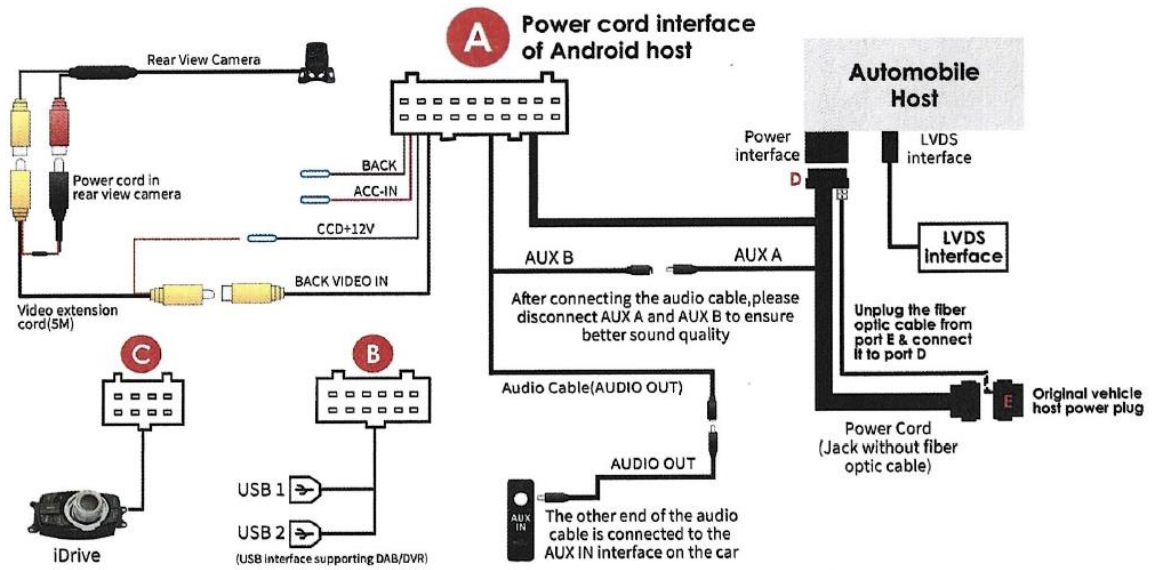 A
Power cord interface
of Android host
Rear View Camera
Automobile
Host
Power
interface
LVDS
interface
D
Power cord in
rear view camera
BACK
ACC-IN
CCD+12V
BACK VIDEO IN
LVDS
interface
AUX B
AUX A
After connecting the audio cable,please
disconnect AUX A and AUX B to ensure
better sound quality
Video extension
cord(5M)
Unplug the fiber
optic cable from
port E & connect
it to port D
C
B
Audio Cable(AUDIO OUT)
E
Original vehicle
host power plug
Power Cord
(Jack without fiber
optic cable)
AUDIO OUT
USB 1
USB 2
(USB interface supporting DAB/DVR)
iDrive
AUX
IN
The other end of the audio
cable is connected to the
AUX IN interface on the car